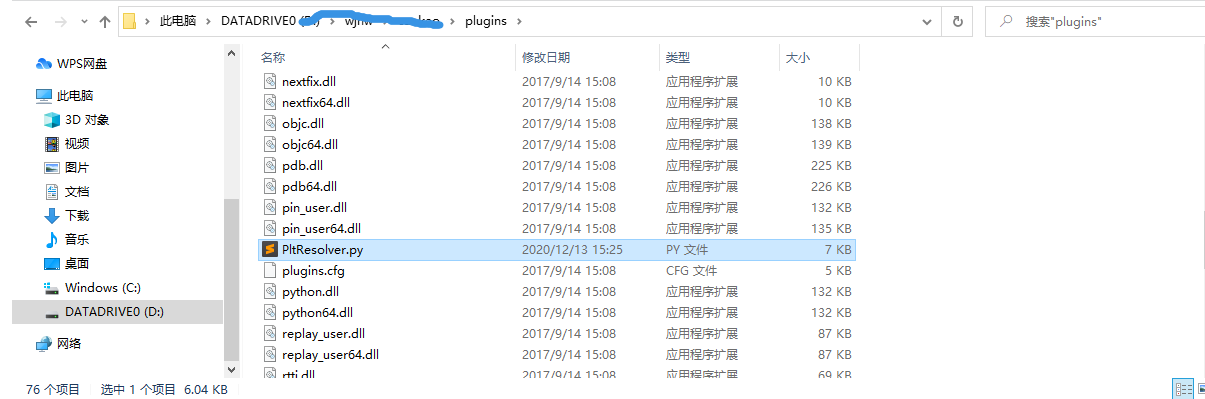 此电脑 › DATADRIVE0 › plugins ›
搜索"plugins"
WPS网盘
此电脑
3D 对象
视频
图片
文档
下载
音乐
桌面
Windows (C:)
DATADRIVE0 (D:)
网络
名称 修改日期 类型 大小
nextfix.dll 2017/9/14 15:08 应用程序扩展 10 KB
nextfix64.dll 2017/9/14 15:08 应用程序扩展 10 KB
objc.dll 2017/9/14 15:08 应用程序扩展 138 KB
objc64.dll 2017/9/14 15:08 应用程序扩展 139 KB
pdb.dll 2017/9/14 15:08 应用程序扩展 225 KB
pdb64.dll 2017/9/14 15:08 应用程序扩展 226 KB
pin_user.dll 2017/9/14 15:08 应用程序扩展 132 KB
pin_user64.dll 2017/9/14 15:08 应用程序扩展 135 KB
PltResolver.py 2020/12/13 15:25 PY 文件 7 KB
plugins.cfg 2017/9/14 15:08 CFG 文件 5 KB
python.dll 2017/9/14 15:08 应用程序扩展 132 KB
python64.dll 2017/9/14 15:08 应用程序扩展 132 KB
replay_user.dll 2017/9/14 15:08 应用程序扩展 87 KB
replay_user64.dll 2017/9/14 15:08 应用程序扩展 87 KB
rtti.dll 2017/9/14 15:08 应用程序扩展 69 KB
76 个项目 选中 1 个项目 6.04 KB